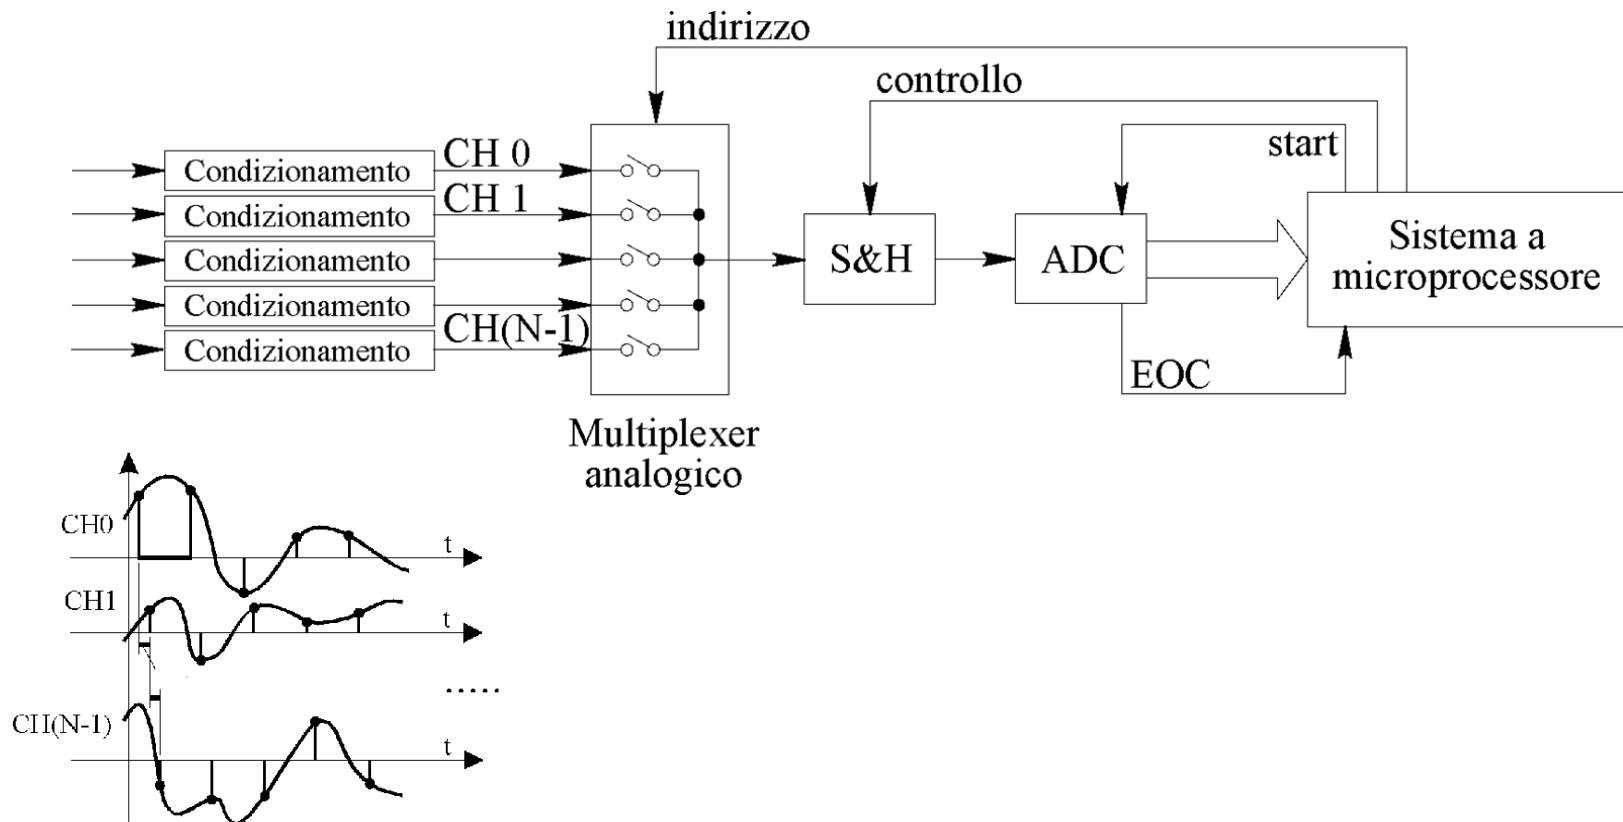 indirizzo
controllo
start
Condizionamento
CH 0
Condizionamento
CH 1
Condizionamento
Condizionamento
Condizionamento
CH(N-1)
S&H
ADC
Sistema a
microprocessore
EOC
Multiplexer
analogico
CH0
t
CH1
t
.....
CH(N-1)
t